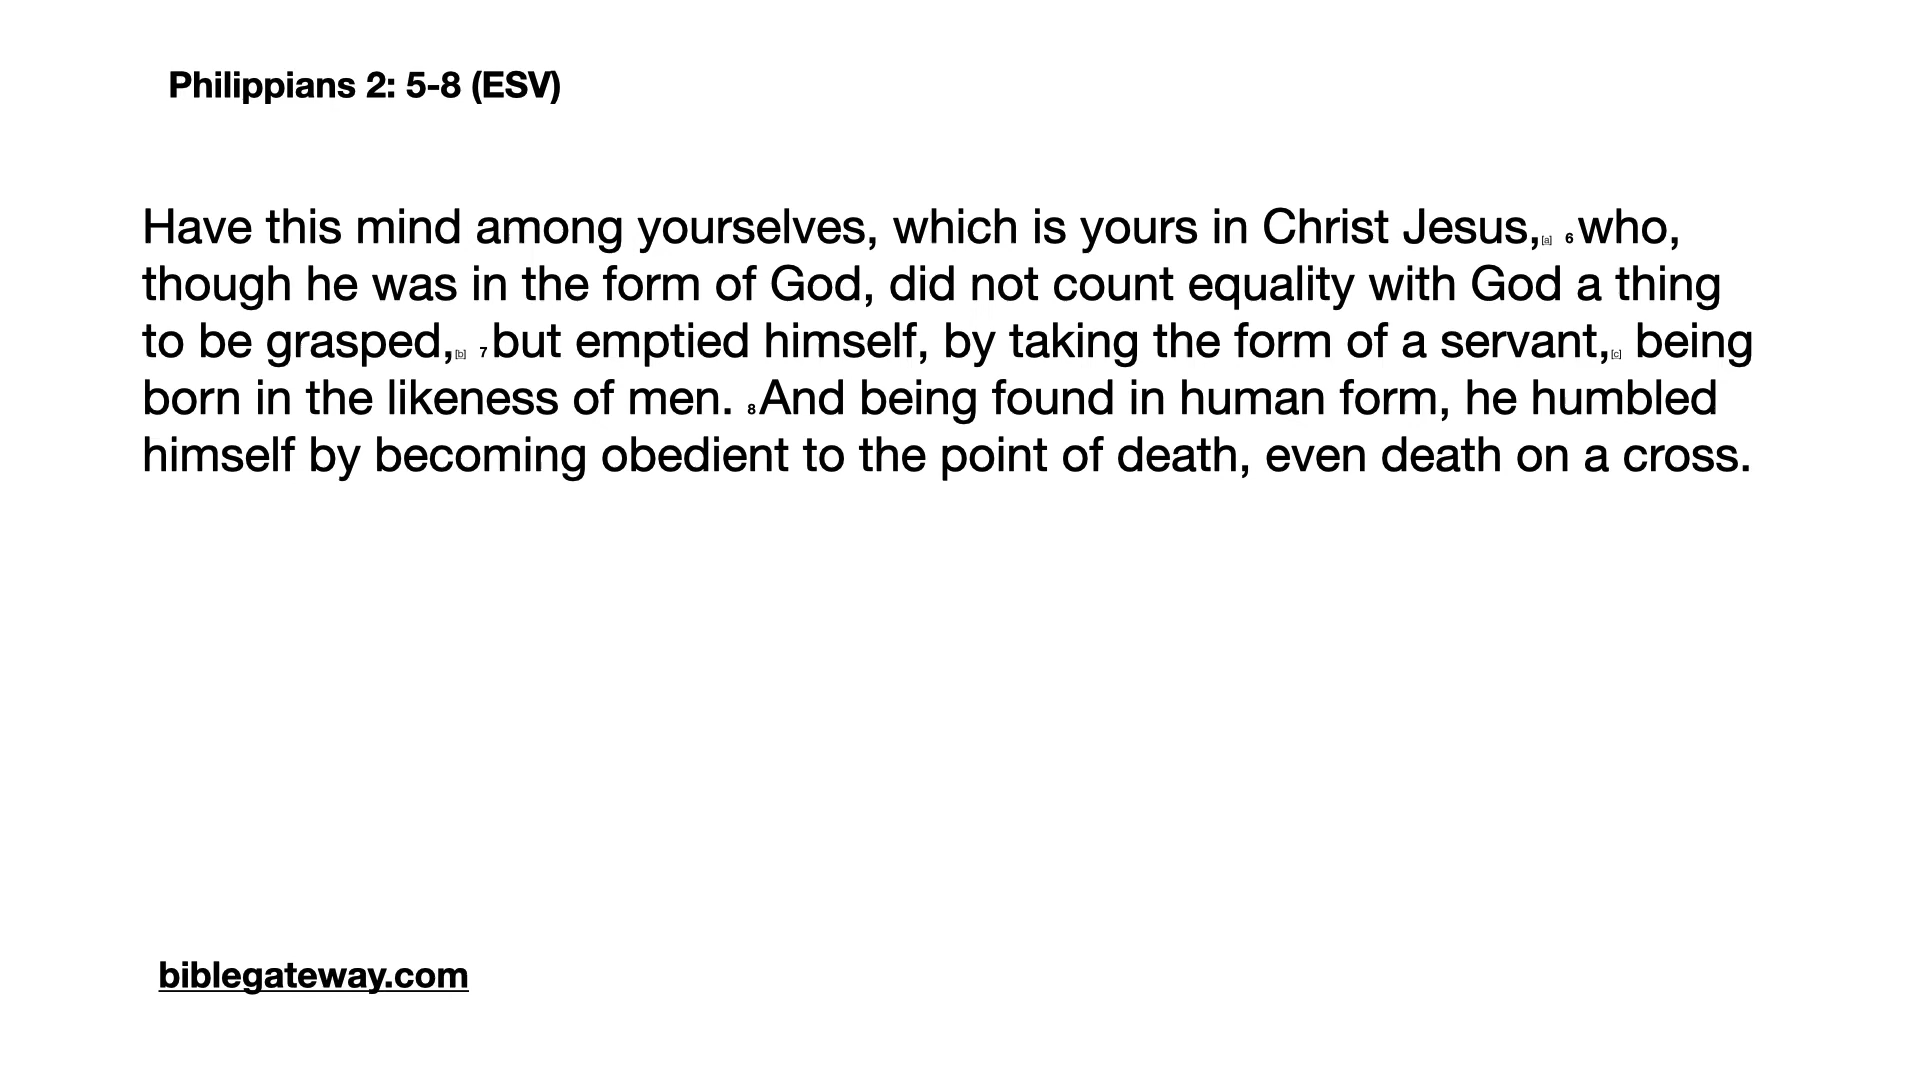 Philippians 2: 5-8 (ESV)
Have this mind among yourselves, which is yours in Christ Jesus,[a] 6 who,
though he was in the form of God, did not count equality with God a thing
to be grasped,[b] 7 but emptied himself, by taking the form of a servant,[c] being
born in the likeness of men. 8 And being found in human form, he humbled
himself by becoming obedient to the point of death, even death on a cross.
biblegateway.com